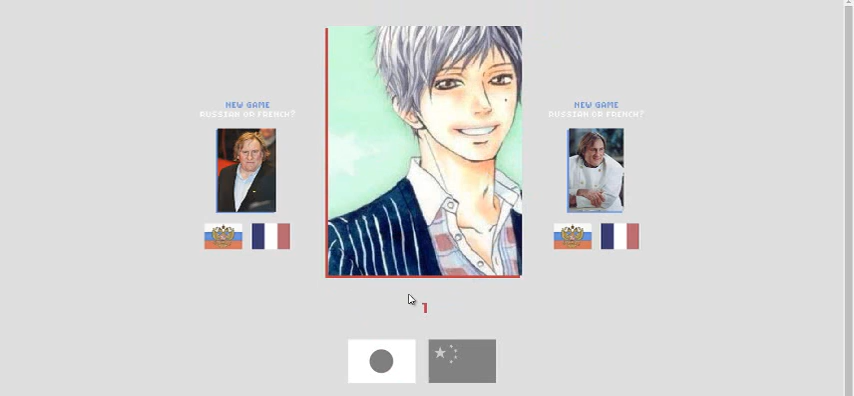 NEW GAME
RUSSIAN OR FRENCH?
NEW GAME
RUSSIAN OR FRENCH?
1